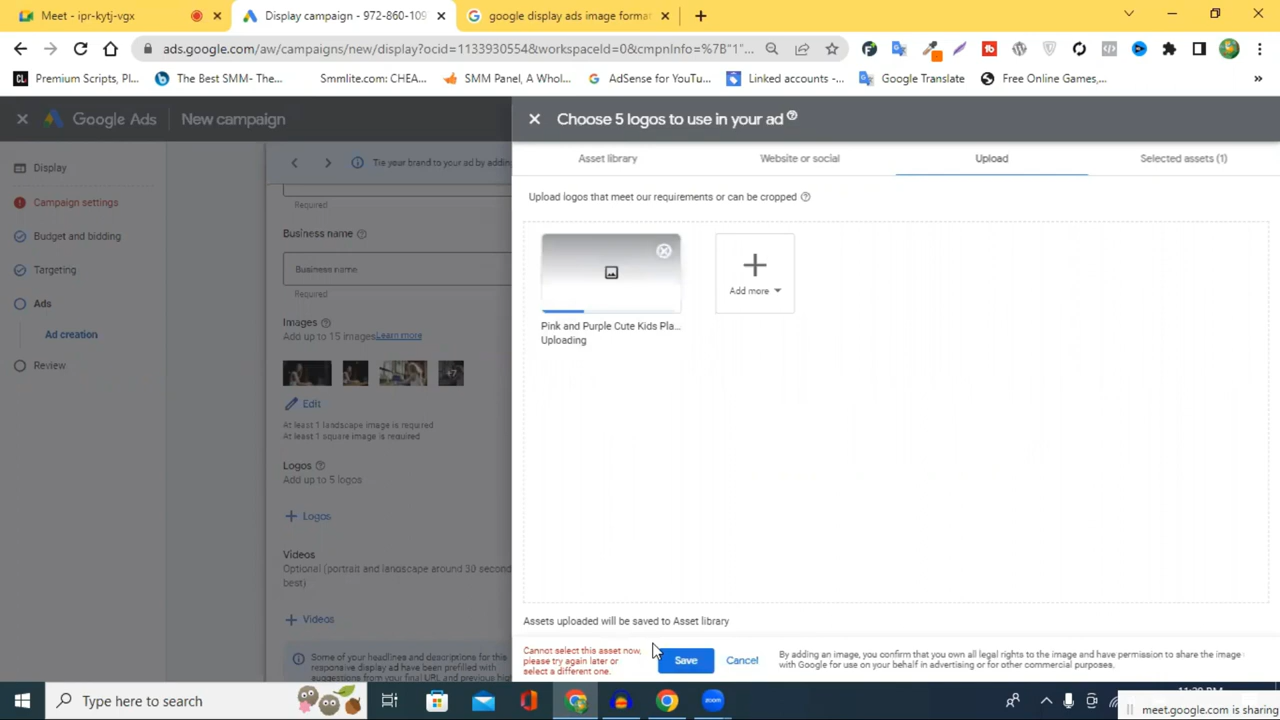 Meet - ipr-kytj-vgx
Display campaign - 972-860-109
google display ads image format
ads.google.com/aw/campaigns/new/display?ocid=1133930554&workspaceId=0&cmpnInfo=%7B"1"...
Premium Scripts, Pl...
The Best SMM- The...
Smmlite.com: CHEA...
SMM Panel, A Whol...
AdSense for YouTu...
Linked accounts -...
Google Translate
Free Online Games,...
Google Ads
New campaign
Choose 5 logos to use in your ad
Display
Campaign settings
Budget and bidding
Targeting
Ads
Ad creation
Review
Tie your brand to your ad by adding
Required
Business name
Business name
Required
Images
Add up to 15 images Learn more
+7
Edit
At least 1 landscape image is required
At least 1 square image is required
Logos
Add up to 5 logos
+ Logos
Videos
Optional (portrait and landscape around 30 second
best)
+ Videos
Some of your headlines and descriptions for this
responsive display ad have been prefilled with
suggestions from your final URL and previous hig
Asset library
Website or social
Upload
Selected assets (1)
Upload logos that meet our requirements or can be cropped
Add more
Pink and Purple Cute Kids Pla...
Uploading
Assets uploaded will be saved to Asset library
Cannot select this asset now,
please try again later or
select a different one.
Save
Cancel
By adding an image, you confirm that you own all legal rights to the image and have permission to share the image
with Google for use on your behalf in advertising or for other commercial purposes.
Type here to search
zoom
meet.google.com is sharing